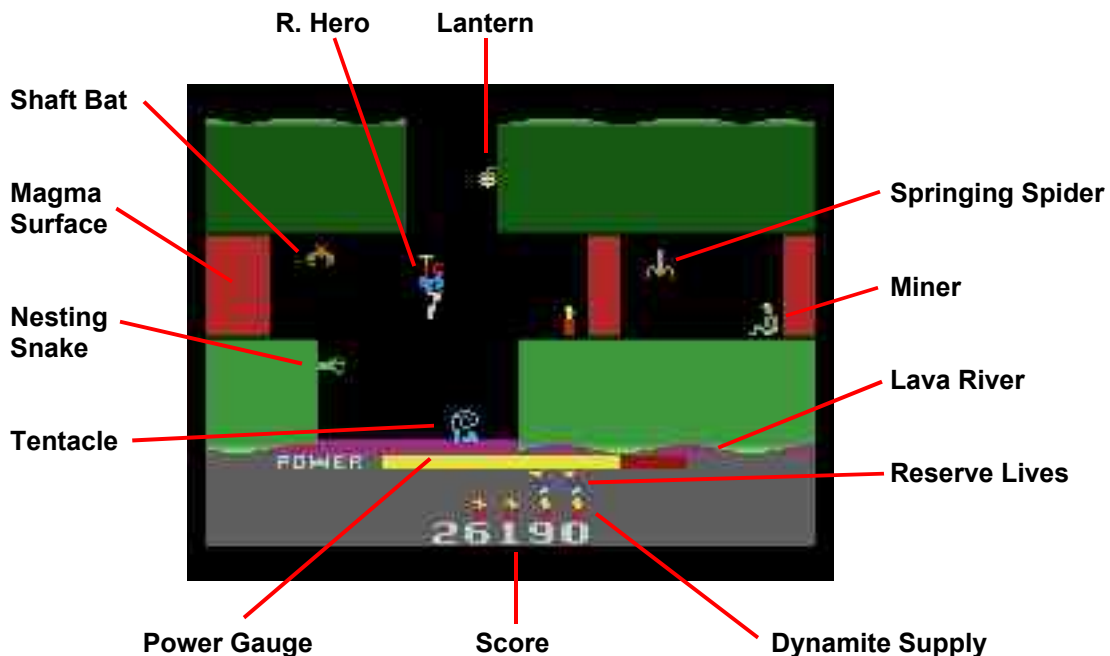 R. Hero
Lantern
Shaft Bat
Magma
Surface
Springing Spider
Miner
Nesting
Snake
Lava River
Tentacle
POWER
Reserve Lives
26190
Power Gauge
Score
Dynamite Supply